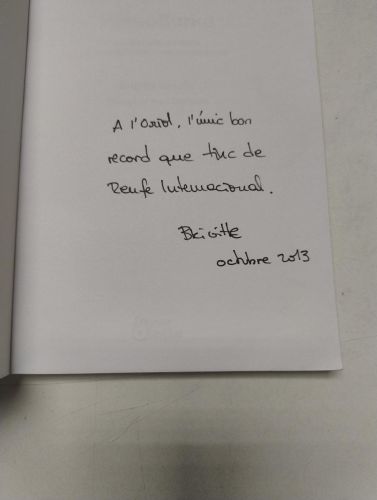 A l'Oriol, l'únic bon
record que tinc de
Renfe Internacional.
Brigitte
octubre 2013